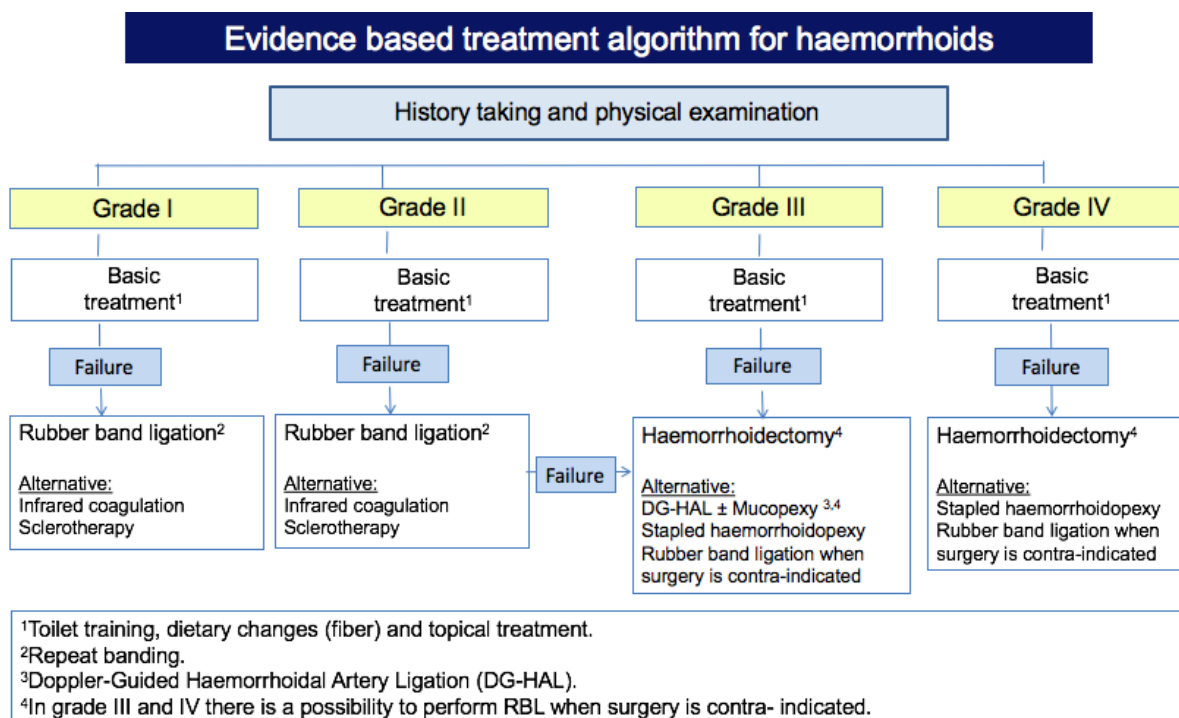 Evidence based treatment algorithm for haemorrhoids
History taking and physical examination
Grade I
Grade II
Grade III
Grade IV
Basic
treatment¹
Basic
treatment¹
Basic
treatment¹
Basic
treatment¹
Failure
Failure
Failure
Failure
Rubber band ligation²
Alternative:
Infrared coagulation
Sclerotherapy
Rubber band ligation²
Alternative:
Infrared coagulation
Sclerotherapy
Failure
Haemorrhoidectomy⁴
Alternative:
DG-HAL ± Mucopexy ³,⁴
Stapled haemorrhoidopexy
Rubber band ligation when
surgery is contra-indicated
Haemorrhoidectomy⁴
Alternative:
Stapled haemorrhoidopexy
Rubber band ligation when
surgery is contra-indicated
¹Toilet training, dietary changes (fiber) and topical treatment.
²Repeat banding.
³Doppler-Guided Haemorrhoidal Artery Ligation (DG-HAL).
⁴In grade III and IV there is a possibility to perform RBL when surgery is contra- indicated.